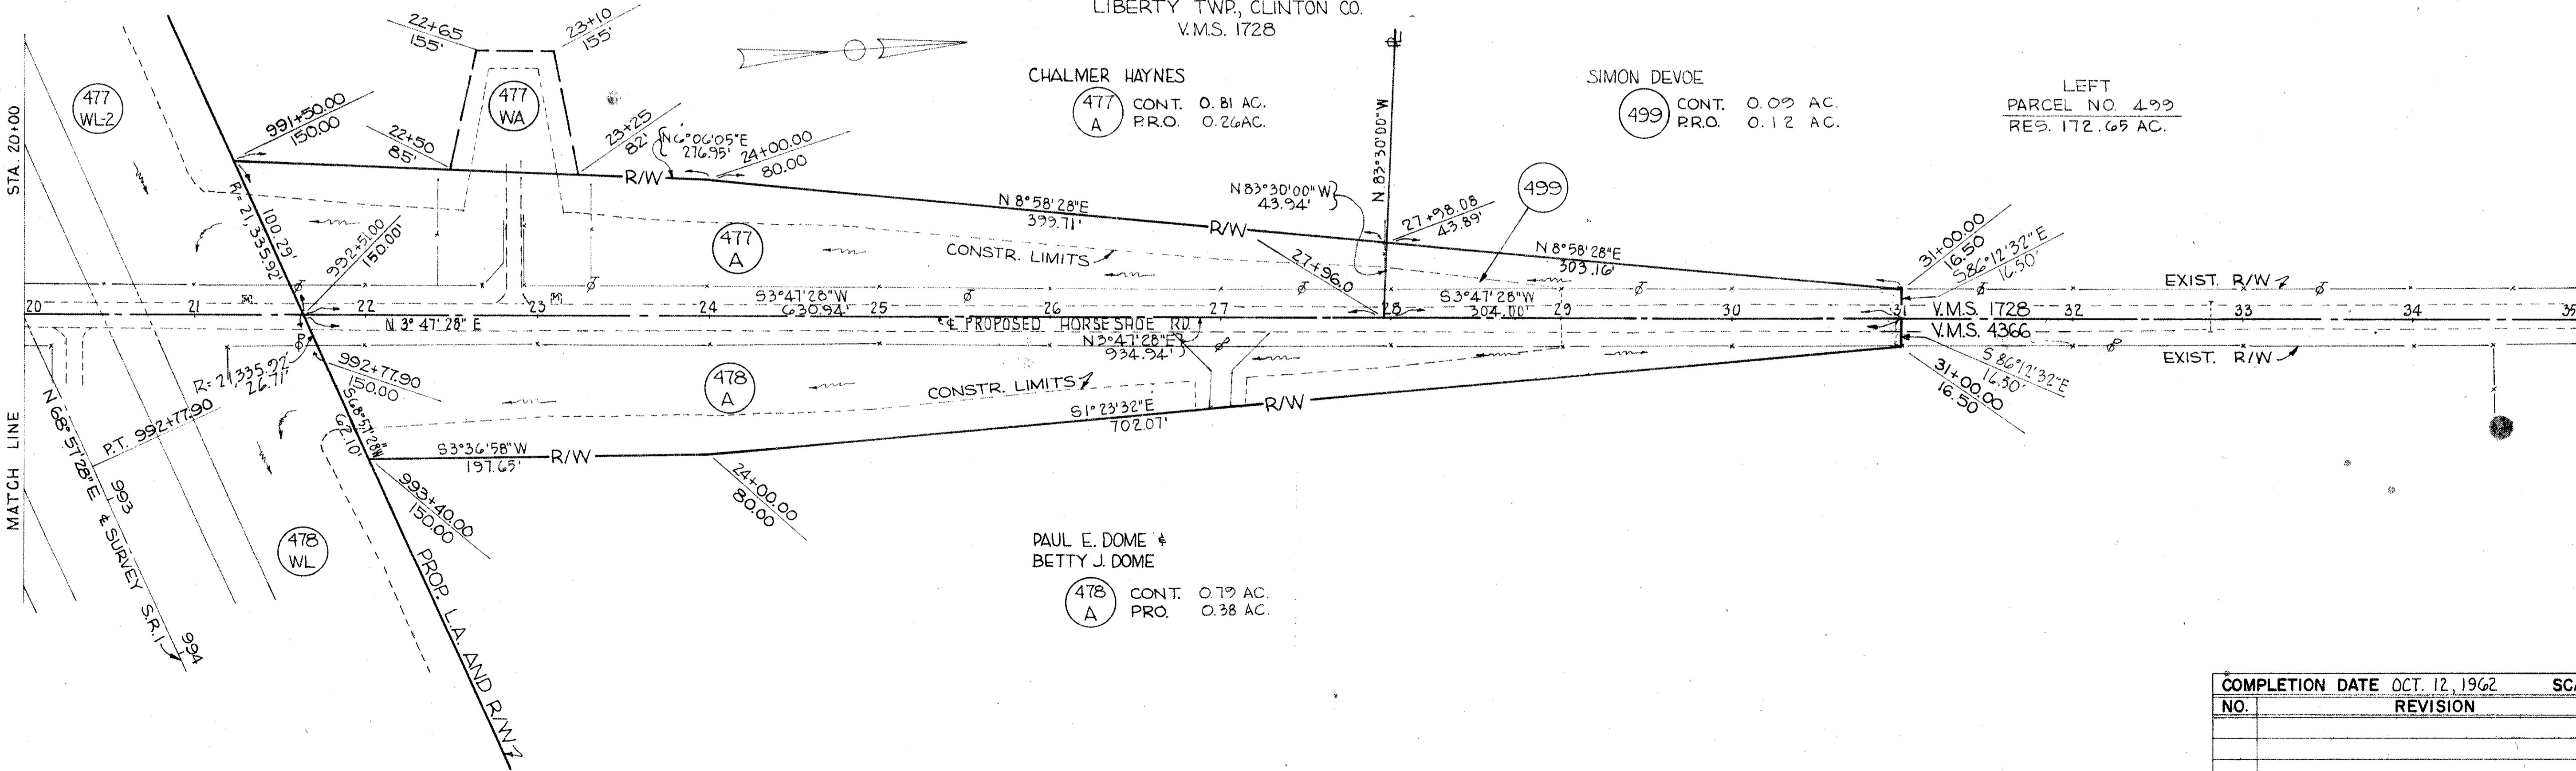 LIBERTY TWP., CLINTON CO.
V.M.S. 1728
22+65
155'
23+10
155'
477
WL-2
477
WA
STA. 20+00
MATCH LINE
991+50.00
150.00
22+50
85'
23+25
82'
N 6°06'05"E
276.95'
24+00.00
80.00
CHALMER HAYNES
477
A
CONT. 0.81 AC.
P.R.O. 0.26AC.
SIMON DEVOE
499
CONT. 0.09 AC.
P.R.O. 0.12 AC.
LEFT
PARCEL NO. 499
RES. 172.65 AC.
N 83°30'00"W
N 83°30'00"W
43.94'
499
27+98.08
43.89'
27+96.0
R/W
N 8°58'28"E
399.71'
R/W
N 8°58'28"E
303.16'
31+00.00
16.50
S86°12'32"E
16.50'
100.29'
R=21,335.92'
992+51.00
150.00'
477
A
CONSTR. LIMITS
EXIST. R/W
20 21 22 23 24 25 26 27 28 29 30 31 32 33 34 35
S3°47'28"W
630.94'
S3°47'28"W
304.00'
V.M.S. 1728
V.M.S. 4366
N 3°47'28" E
℄ PROPOSED HORSESHOE RD.
N3°47'28"E
934.94'
EXIST. R/W
S 86°12'32"E
16.50'
31+00.00
16.50
R=21,335.92'
26.71'
992+77.90
150.00
P.T. 992+77.90
S68°57'28"W
62.10'
478
A
CONSTR. LIMITS
S1°23'32"E
702.07'
R/W
S3°36'58"W
197.65'
R/W
24+00.00
80.00
993+40.00
150.00
N 68°57'28"E ℄ SURVEY S.R.1
993
994
478
WL
PROP. L.A. AND R/W
PAUL E. DOME &
BETTY J. DOME
478
A
CONT. 0.79 AC.
PRO. 0.38 AC.
COMPLETION DATE OCT. 12, 1962
NO. REVISION